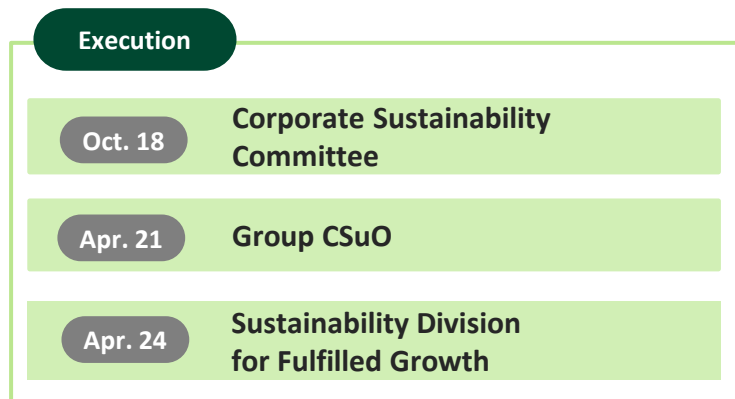 Execution
Oct. 18
Corporate Sustainability
Committee
Apr. 21
Group CSuO
Apr. 24
Sustainability Division
for Fulfilled Growth